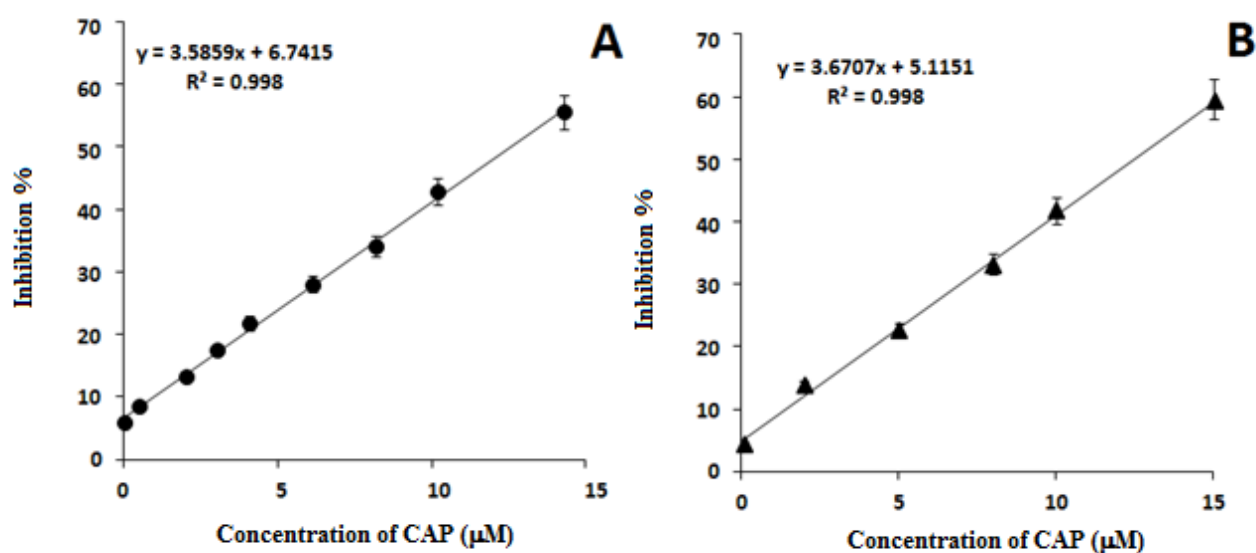 A
y = 3.5859x + 6.7415
R² = 0.998
70
60
50
40
30
20
10
0
0 5 10 15
Inhibition %
Concentration of CAP (µM)
B
y = 3.6707x + 5.1151
R² = 0.998
70
60
50
40
30
20
10
0
0 5 10 15
Inhibition %
Concentration of CAP (µM)